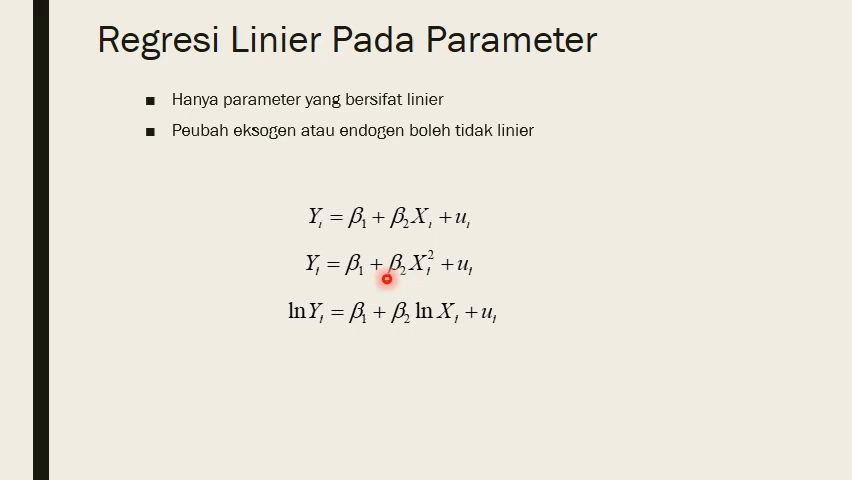 Regresi Linier Pada Parameter
■ Hanya parameter yang bersifat linier
■ Peubah eksogen atau endogen boleh tidak linier
Y_t = β_1 + β_2 X_t + u_t
Y_t = β_1 + β_2 X_t^2 + u_t
ln Y_t = β_1 + β_2 ln X_t + u_t